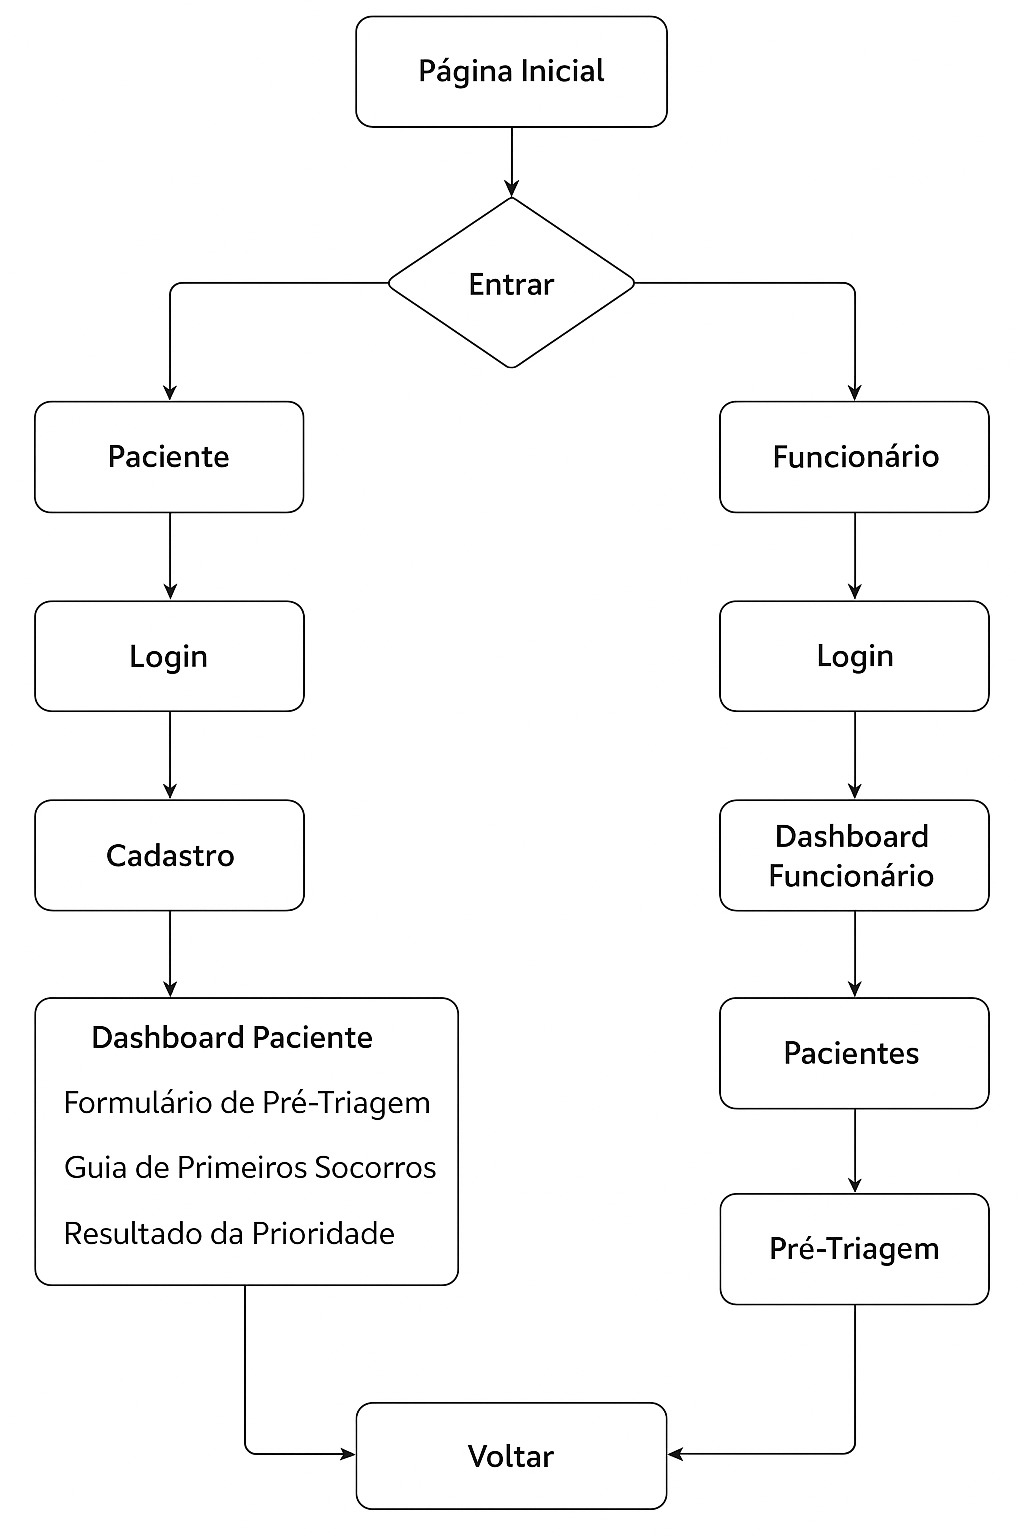 Página Inicial
Entrar
Paciente
Funcionário
Login
Login
Cadastro
Dashboard
Funcionário
Dashboard Paciente
Formulário de Pré-Triagem
Guia de Primeiros Socorros
Resultado da Prioridade
Pacientes
Pré-Triagem
Voltar